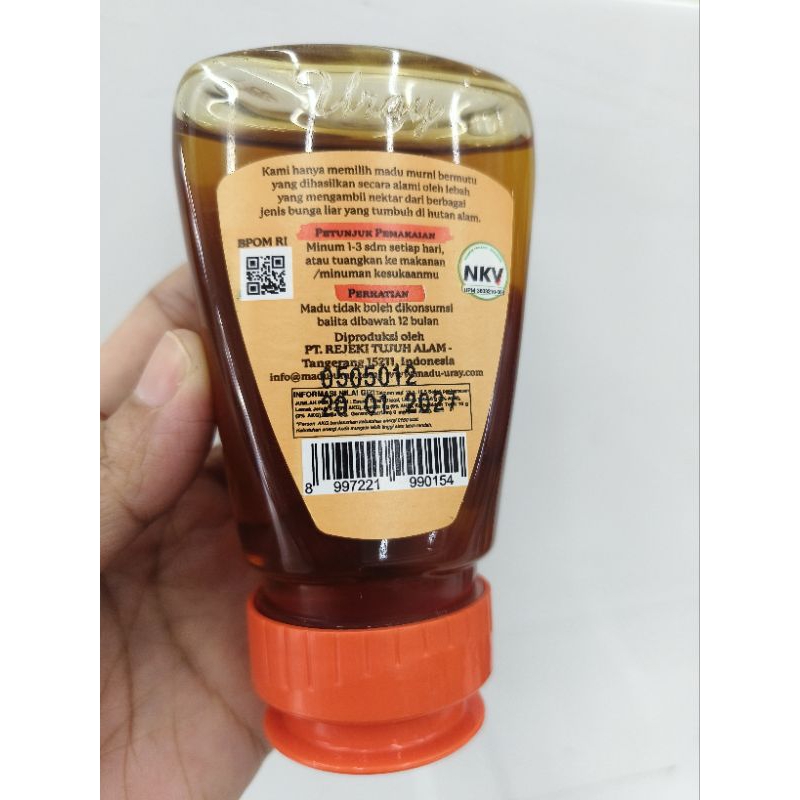 Uray
Kami hanya memilih madu murni bermutu
yang dihasilkan secara alami oleh lebah
yang mengambil nektar dari berbagai
jenis bunga liar yang tumbuh di hutan alam.
PETUNJUK PEMAKAIAN
BPOM RI
Minum 1-3 sdm setiap hari,
atau tuangkan ke makanan
/minuman kesukaanmu
NKV
PERHATIAN
Madu tidak boleh dikonsumsi
balita dibawah 12 bulan
Diproduksi oleh
PT. REJEKI TUJUH ALAM -
Tangerang 15211, Indonesia
0505012
20 01 2027
INFORMASI NILAI GIZI
8 997221 990154